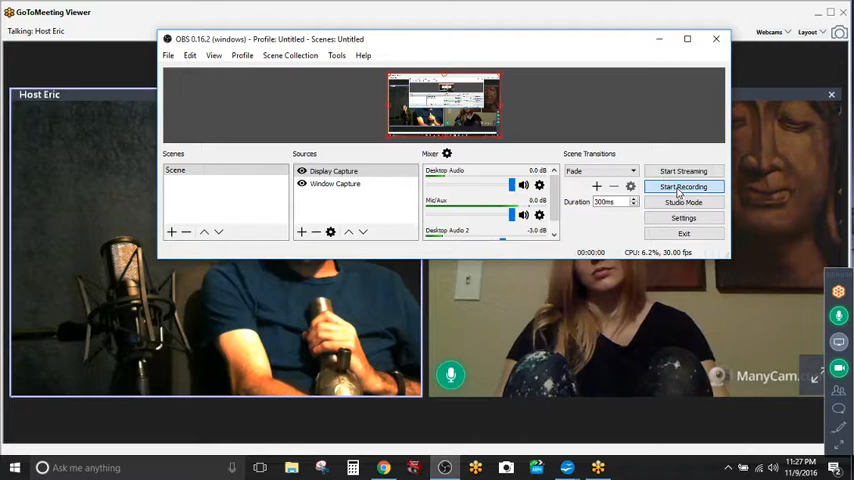 GoToMeeting Viewer
Talking: Host Eric
Webcams
Layout
OBS 0.16.2 (windows) - Profile: Untitled - Scenes: Untitled
File Edit View Profile Scene Collection Tools Help
Host Eric
Scenes
Sources
Mixer
Scene Transitions
Scene
Display Capture
Window Capture
Desktop Audio 0.0 dB
Mic/Aux 0.0 dB
Desktop Audio 2 -3.0 dB
Fade
Duration 300ms
Start Streaming
Start Recording
Studio Mode
Settings
Exit
00:00:00 CPU: 6.2%, 30.00 fps
ManyCam.c
Ask me anything
11:27 PM
11/9/2016
2